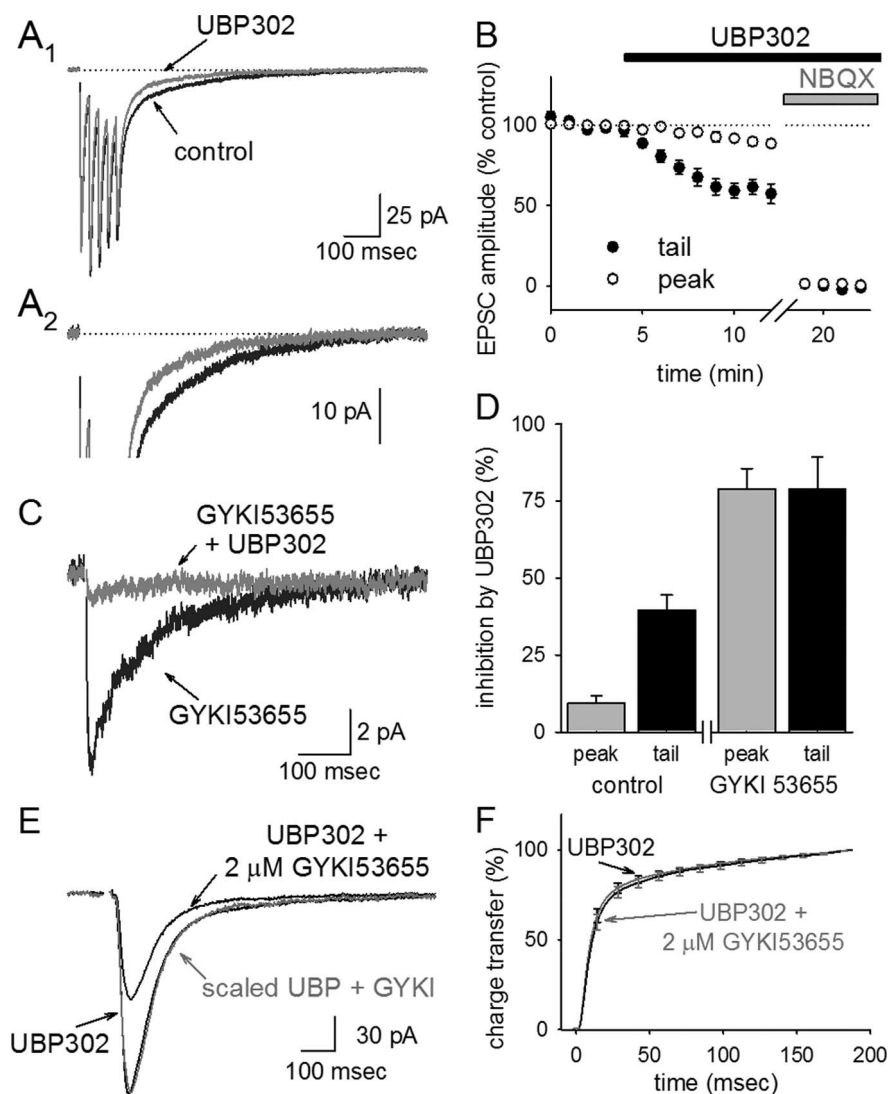 A1
UBP302
control
25 pA
100 msec
A2
10 pA
B
UBP302
NBQX
EPSC amplitude (% control)
100
50
0
tail
peak
0
5
10
20
time (min)
C
GYKI53655
+ UBP302
GYKI53655
2 pA
100 msec
D
inhibition by UBP302 (%)
100
75
50
25
0
peak
tail
peak
tail
control
GYKI 53655
E
UBP302 +
2 μM GYKI53655
scaled UBP + GYKI
UBP302
30 pA
100 msec
F
charge transfer (%)
100
50
0
UBP302
UBP302 +
2 μM GYKI53655
0
50
100
150
200
time (msec)